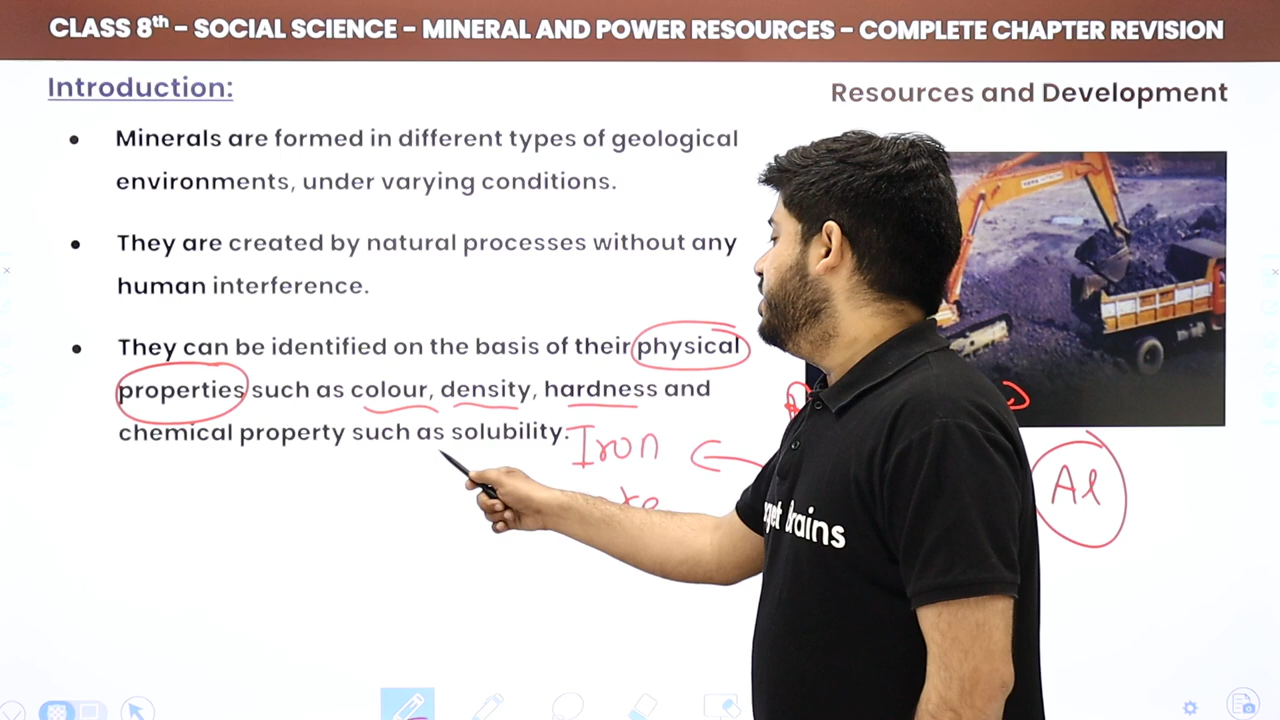 CLASS 8th - SOCIAL SCIENCE - MINERAL AND POWER RESOURCES - COMPLETE CHAPTER REVISION
Introduction:
Resources and Development
• Minerals are formed in different types of geological
environments, under varying conditions.
• They are created by natural processes without any
human interference.
• They can be identified on the basis of their physical
properties such as colour, density, hardness and
chemical property such as solubility.
Iron
Al
rains